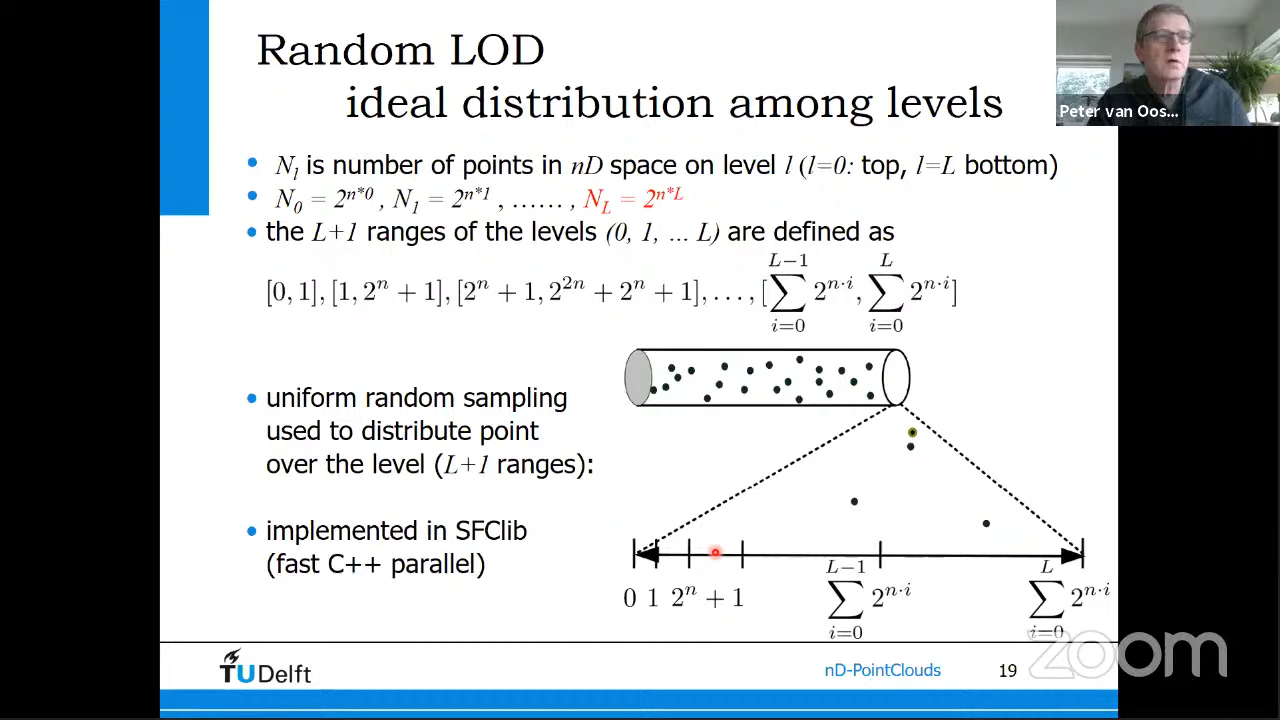 Random LOD
ideal distribution among levels
Peter van Oos...
• N_l is number of points in nD space on level l (l=0: top, l=L bottom)
• N_0 = 2^{n*0} , N_1 = 2^{n*1} , ...... , N_L = 2^{n*L}
• the L+1 ranges of the levels (0, 1, ... L) are defined as
[0, 1], [1, 2^n + 1], [2^n + 1, 2^{2n} + 2^n + 1], . . . , [∑_{i=0}^{L−1} 2^{n·i}, ∑_{i=0}^{L} 2^{n·i}]
• uniform random sampling
used to distribute point
over the level (L+1 ranges):
• implemented in SFClib
(fast C++ parallel)
0 1 2^n + 1 ∑_{i=0}^{L−1} 2^{n·i} ∑_{i=0}^{L} 2^{n·i}
TUDelft
nD-PointClouds
19
zoom